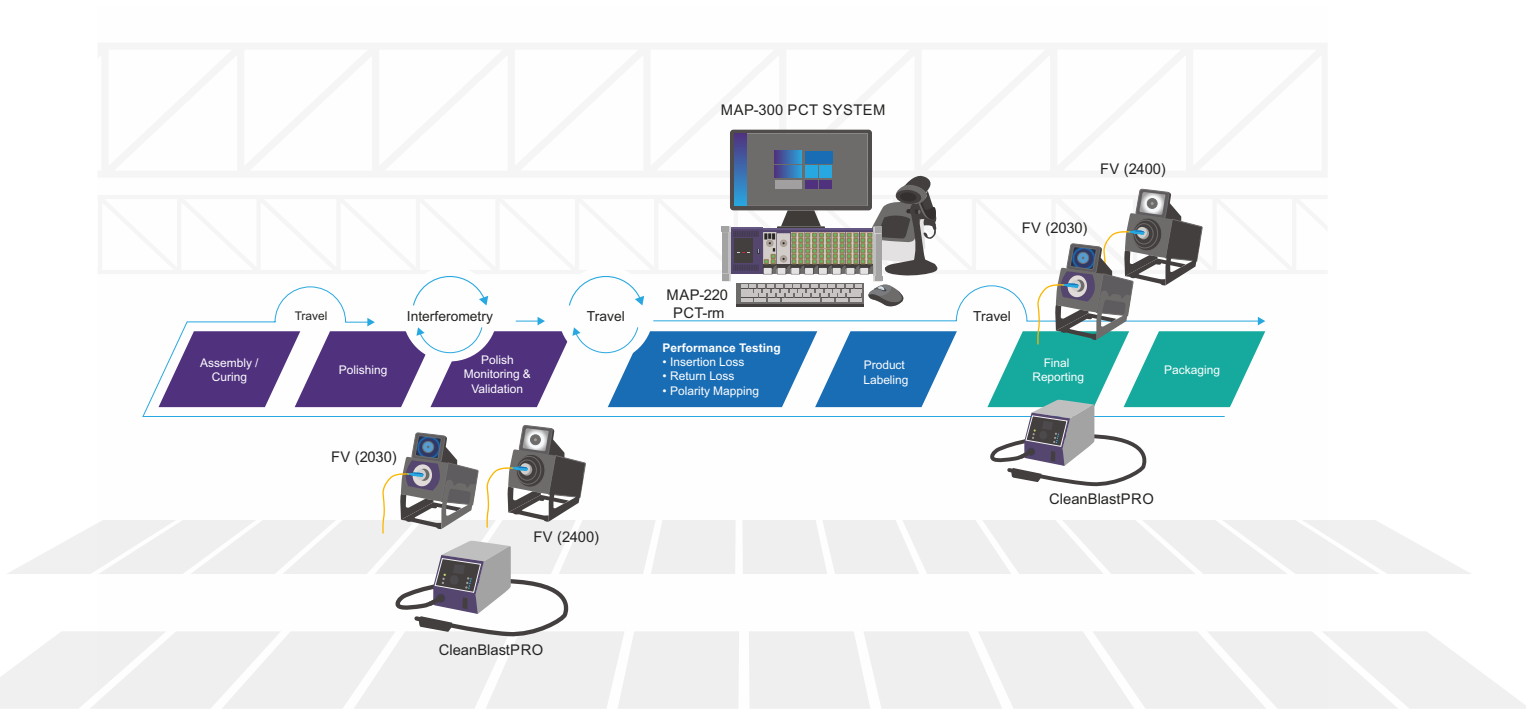 MAP-300 PCT SYSTEM
FV (2400)
FV (2030)
MAP-220
PCT-rm
Travel
Interferometry
Travel
Travel
Assembly /
Curing
Polishing
Polish
Monitoring &
Validation
Performance Testing
• Insertion Loss
• Return Loss
• Polarity Mapping
Product
Labeling
Final
Reporting
Packaging
FV (2030)
FV (2400)
CleanBlastPRO
CleanBlastPRO